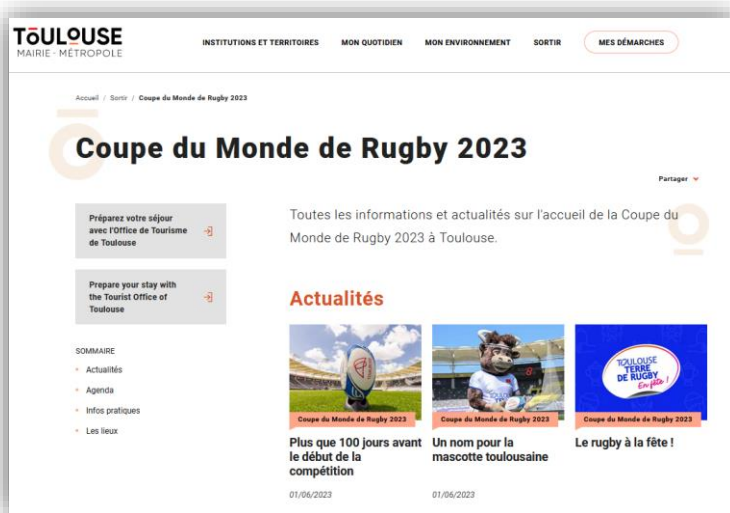 TOULOUSE
MAIRIE - MÉTROPOLE
INSTITUTIONS ET TERRITOIRES
MON QUOTIDIEN
MON ENVIRONNEMENT
SORTIR
MES DÉMARCHES
Accueil / Sortir / Coupe du Monde de Rugby 2023
Coupe du Monde de Rugby 2023
Partager
Préparez votre séjour
avec l'Office de Tourisme
de Toulouse
Prepare your stay with
the Tourist Office of
Toulouse
SOMMAIRE
Actualités
Agenda
Infos pratiques
Les lieux
Toutes les informations et actualités sur l'accueil de la Coupe du
Monde de Rugby 2023 à Toulouse.
Actualités
Coupe du Monde de Rugby 2023
Plus que 100 jours avant
le début de la
compétition
01/06/2023
TOULOUSE
Coupe du Monde de Rugby 2023
Un nom pour la
mascotte toulousaine
01/06/2023
TOULOUSE
TERRE
DE RUGBY
En fête !
Coupe du Monde de Rugby 2023
Le rugby à la fête !